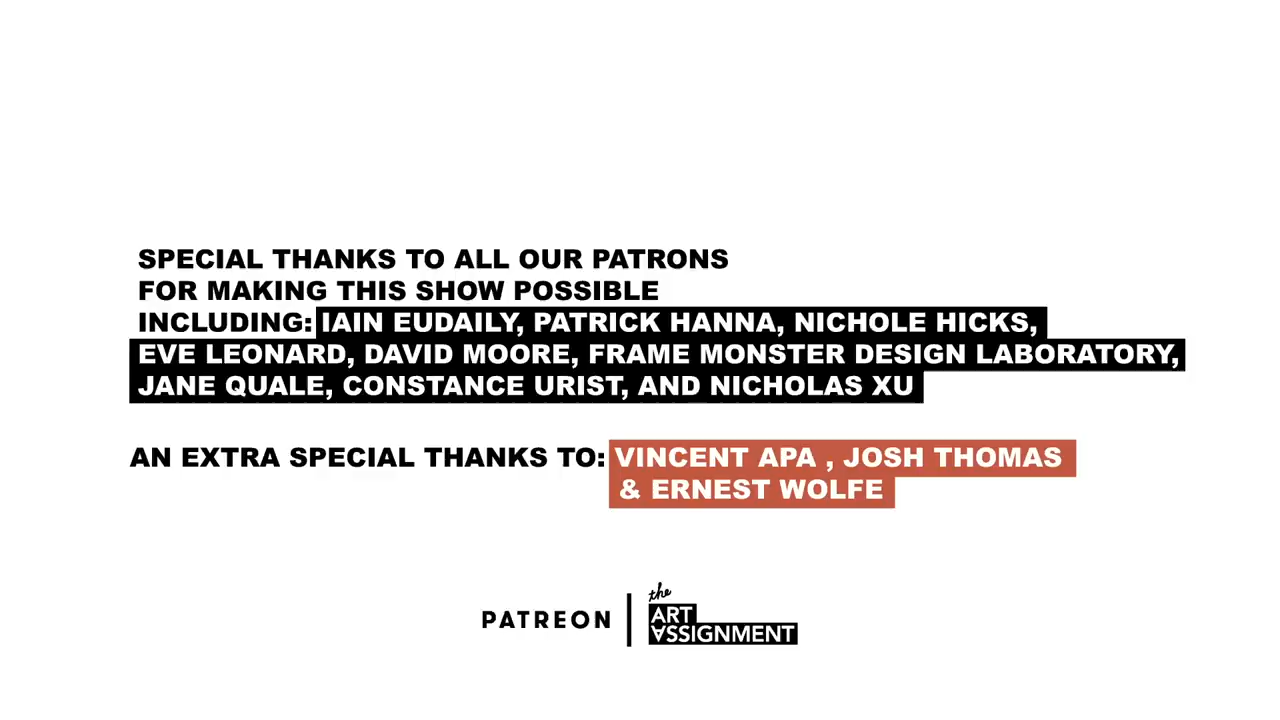 SPECIAL THANKS TO ALL OUR PATRONS
FOR MAKING THIS SHOW POSSIBLE
INCLUDING: IAIN EUDAILY, PATRICK HANNA, NICHOLE HICKS,
EVE LEONARD, DAVID MOORE, FRAME MONSTER DESIGN LABORATORY,
JANE QUALE, CONSTANCE URIST, AND NICHOLAS XU
AN EXTRA SPECIAL THANKS TO: VINCENT APA , JOSH THOMAS
& ERNEST WOLFE
PATREON
the
ART
ASSIGNMENT